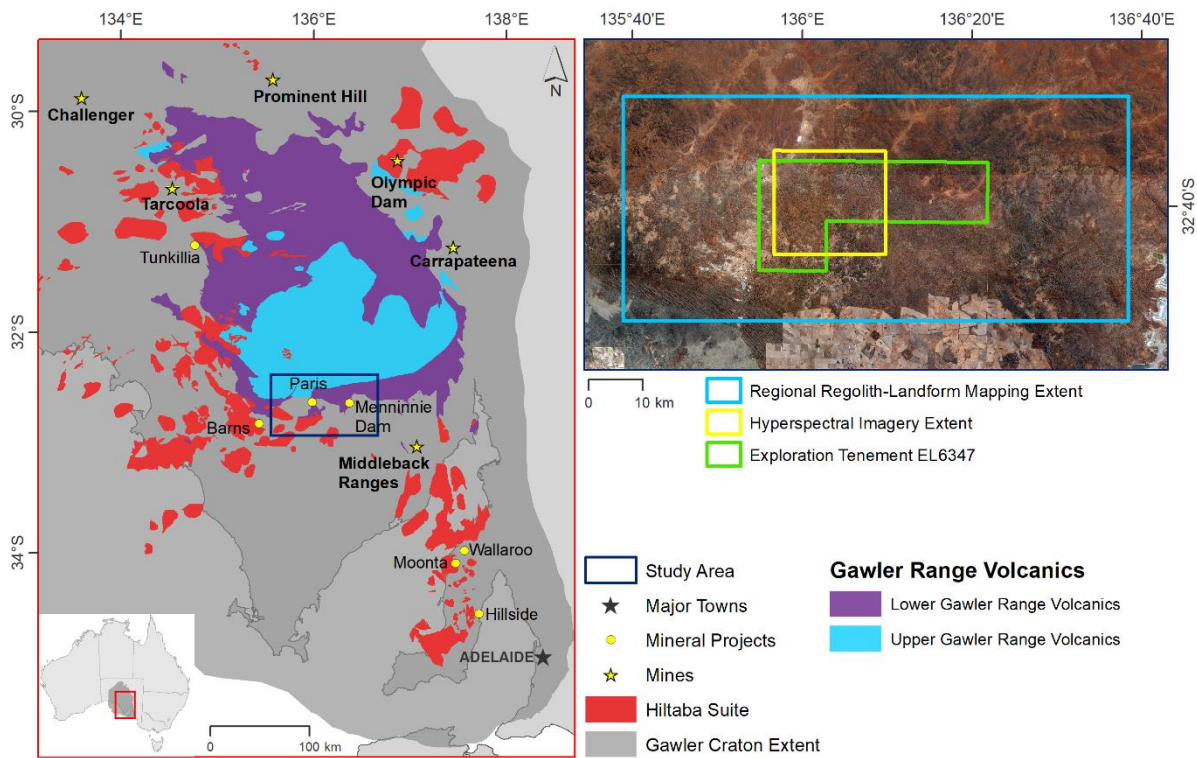 134°E
136°E
138°E
30°S
32°S
34°S
N
Challenger
Prominent Hill
Olympic
Dam
Tarcoola
Tunkillia
Carrapateena
Paris
Menninnie
Dam
Barns
Middleback
Ranges
Wallaroo
Moonta
Hillside
ADELAIDE
0 100 km
135°40'E
136°E
136°20'E
136°40'E
32°40'S
0 10 km
Regional Regolith-Landform Mapping Extent
Hyperspectral Imagery Extent
Exploration Tenement EL6347
Study Area
Major Towns
Mineral Projects
Mines
Hiltaba Suite
Gawler Craton Extent
Gawler Range Volcanics
Lower Gawler Range Volcanics
Upper Gawler Range Volcanics